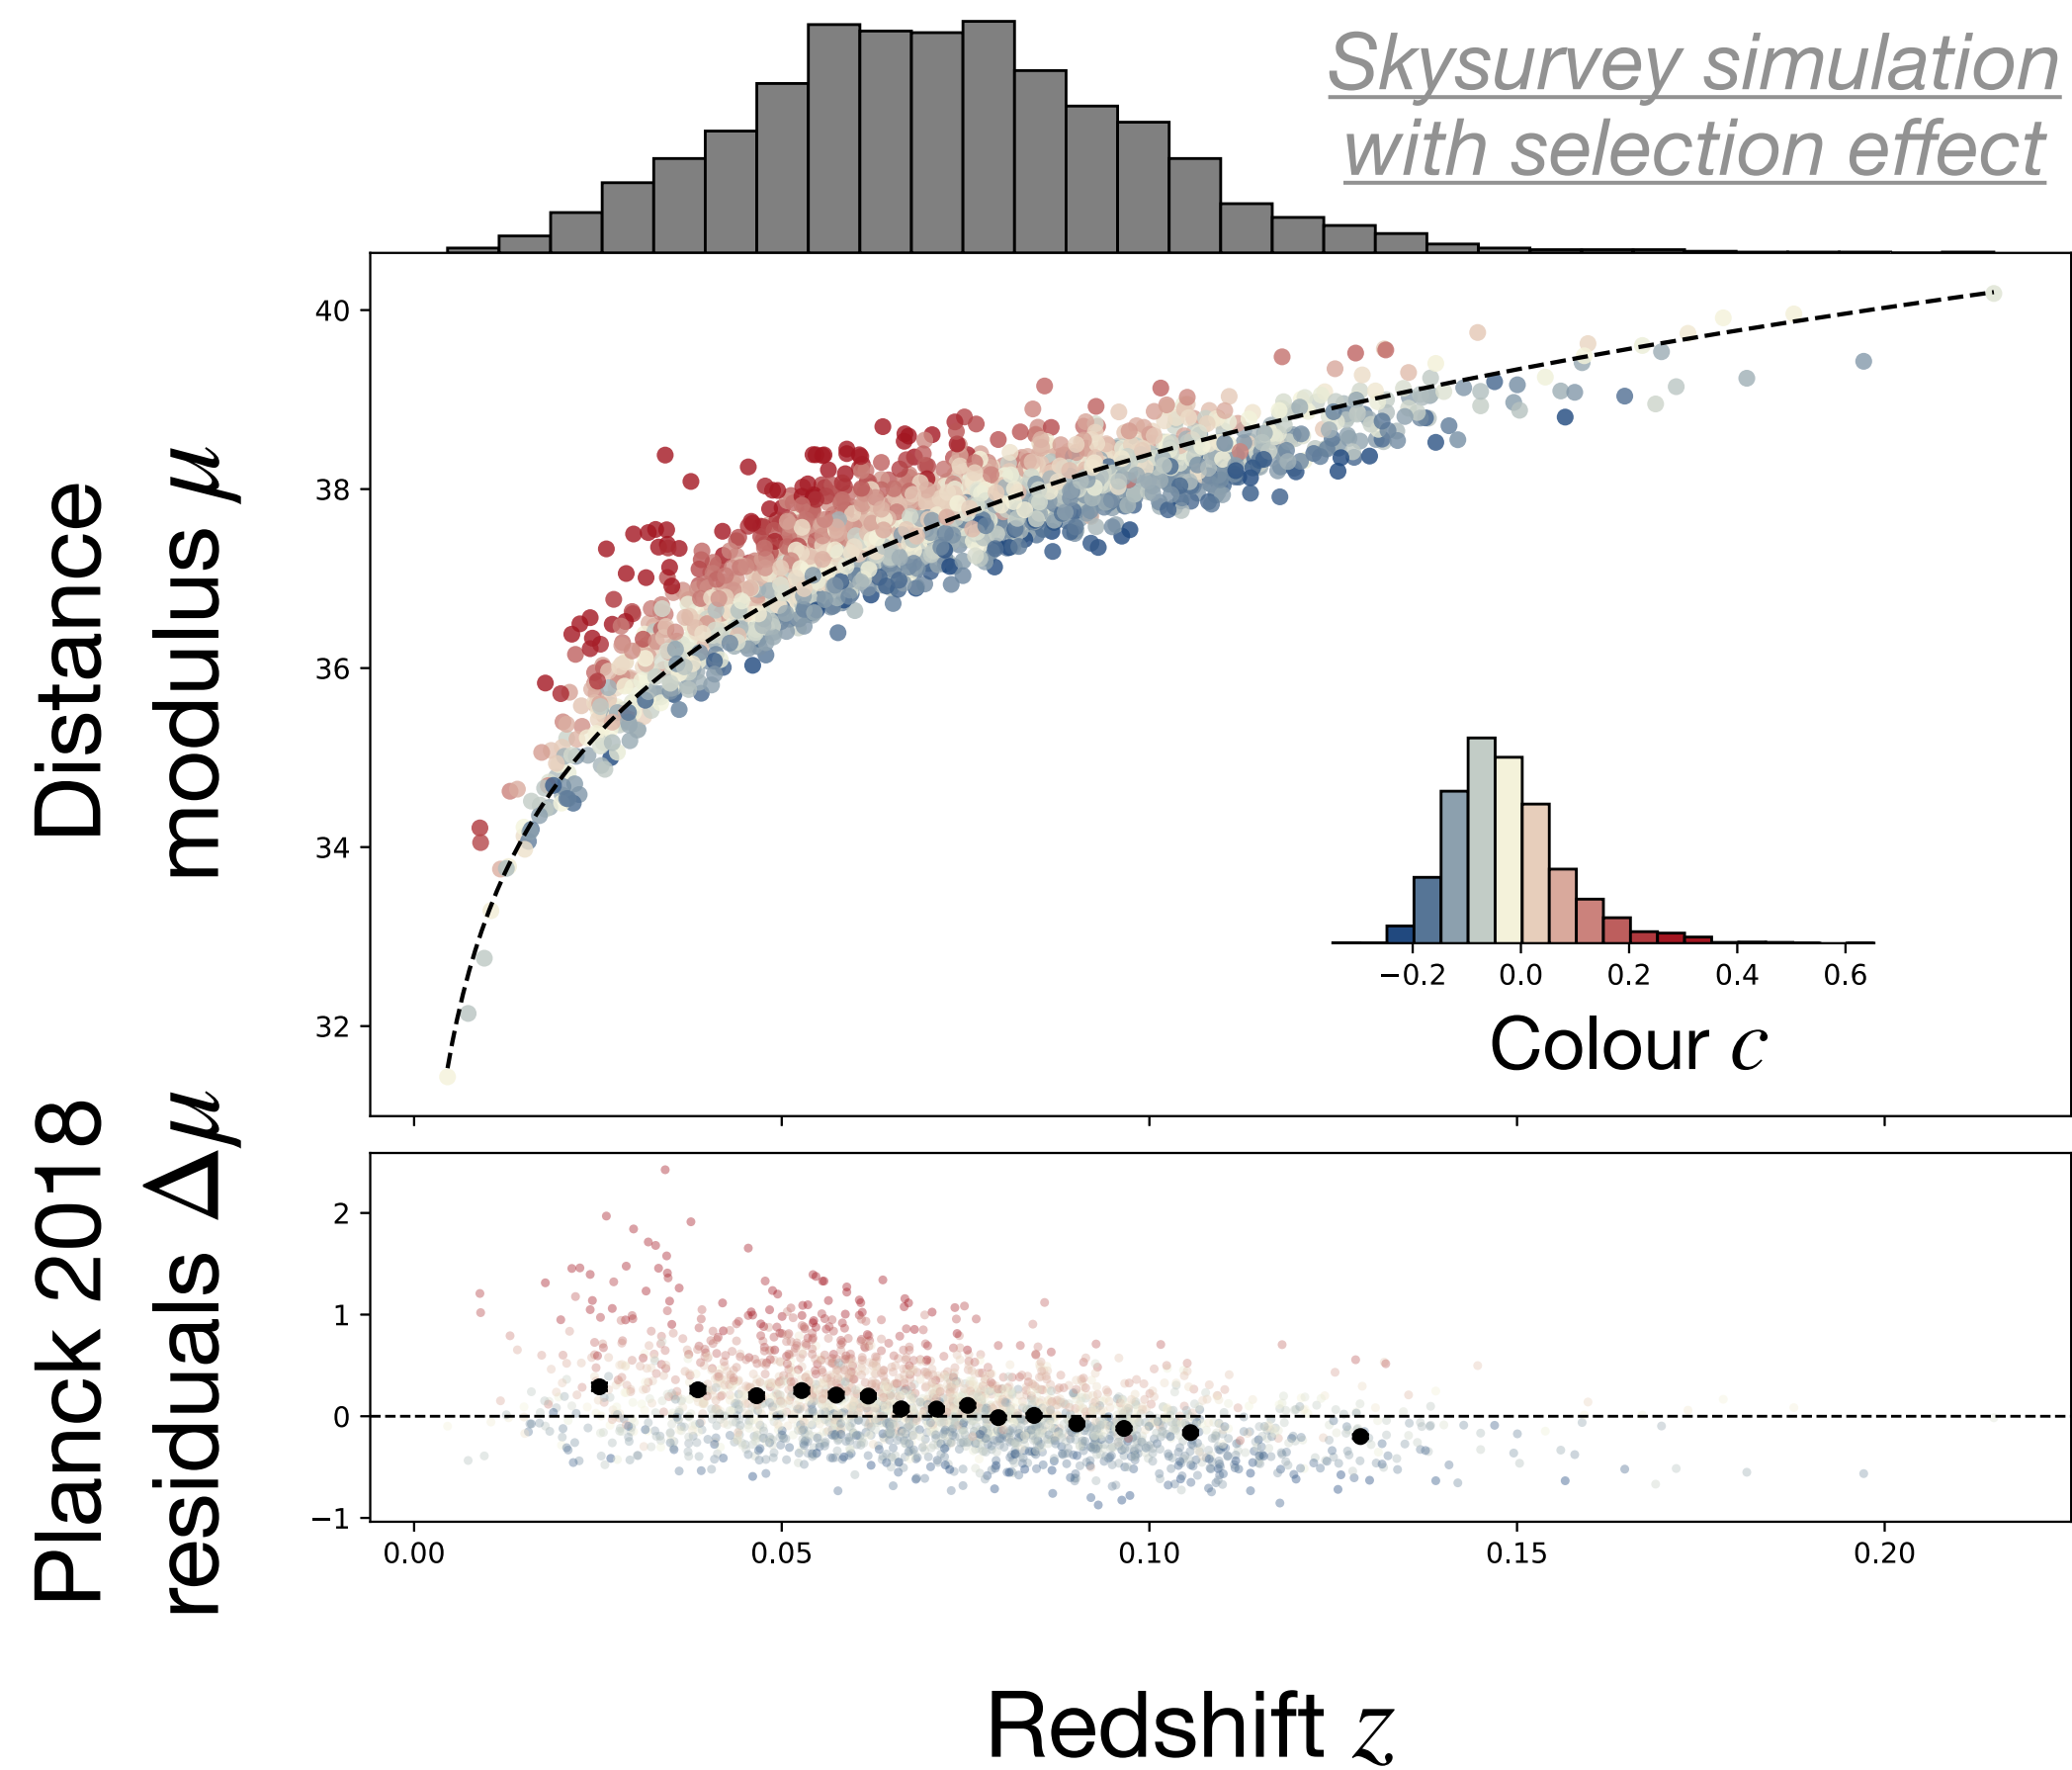 Skysurvey simulation
with selection effect
Distance
modulus μ
40
38
36
34
32
−0.2 0.0 0.2 0.4 0.6
Colour c
Planck 2018
residuals Δμ
2
1
0
−1
0.00 0.05 0.10 0.15 0.20
Redshift z